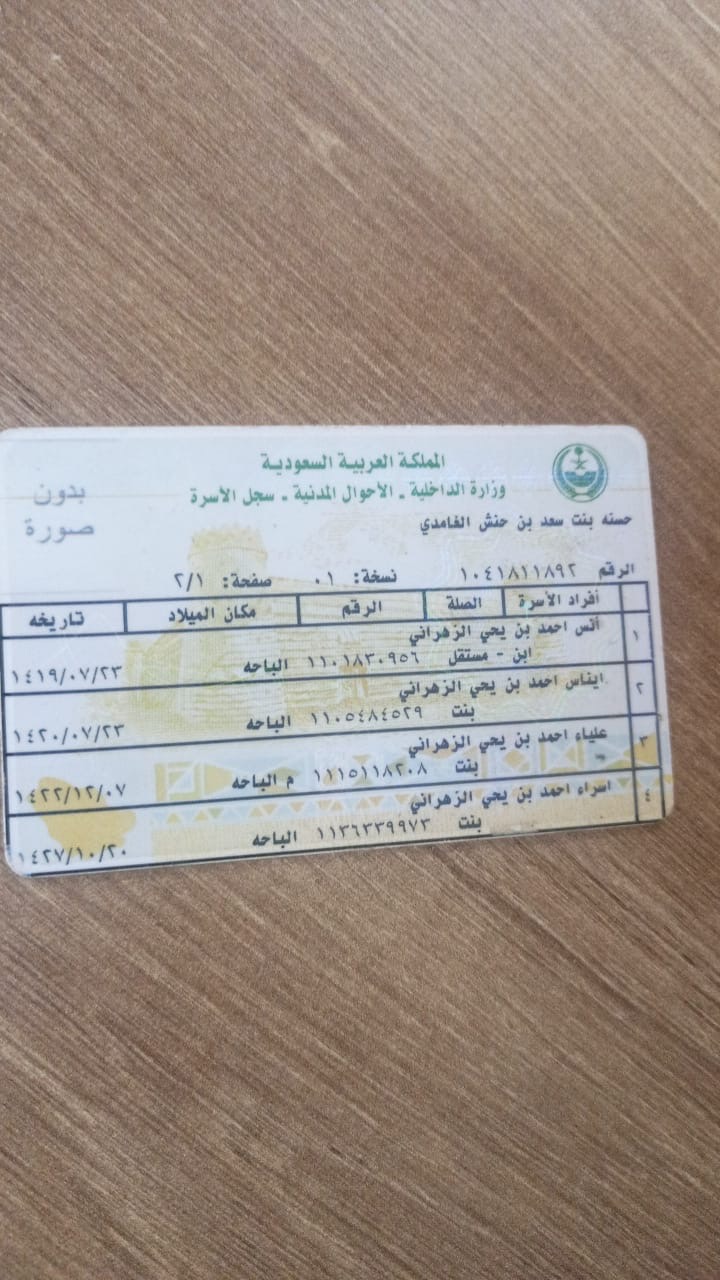 المملكة العربية السعودية
وزارة الداخلية - الأحوال المدنية - سجل الأسرة
بدون
صورة
حسنه بنت سعد بن حنش الغامدي
الرقم ١٠٤١٨١١٨٩٢ نسخة: ٠١ صفحة: ٢/١
أفراد الأسرة الصلة الرقم مكان الميلاد تاريخه
١ أنس احمد بن يحي الزهراني
ابن - مستقل ١١٠١٨٣٠٩٥٦ الباحه ١٤١٩/٠٧/٢٣
٢ ايناس احمد بن يحي الزهراني
بنت ١١٠٥٤٨٤٥٢٩ الباحه ١٤٢٠/٠٧/٢٣
٣ علياء احمد بن يحي الزهراني
بنت ١١١٥١١٨٢٠٨ م الباحه ١٤٢٢/١٢/٠٧
٤ اسراء احمد بن يحي الزهراني
بنت ١١٣٦٣٣٩٩٧٣ الباحه ١٤٢٧/١٠/٢٠